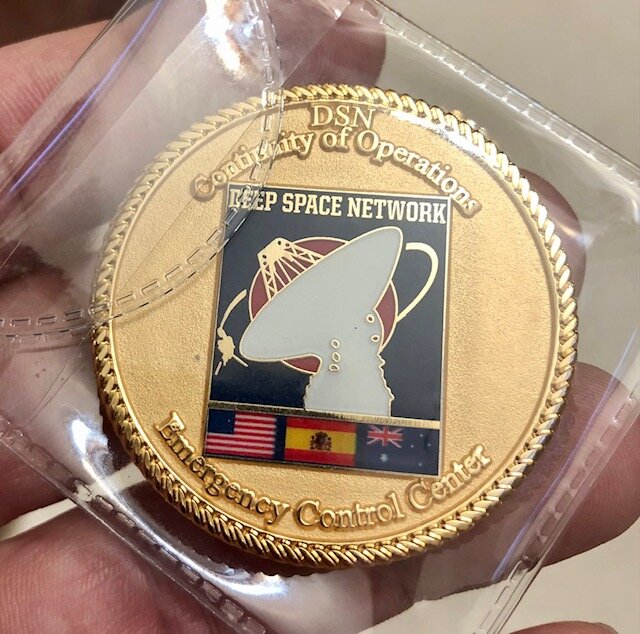 DSN
Continuity of Operations
DEEP SPACE NETWORK
Emergency Control Center